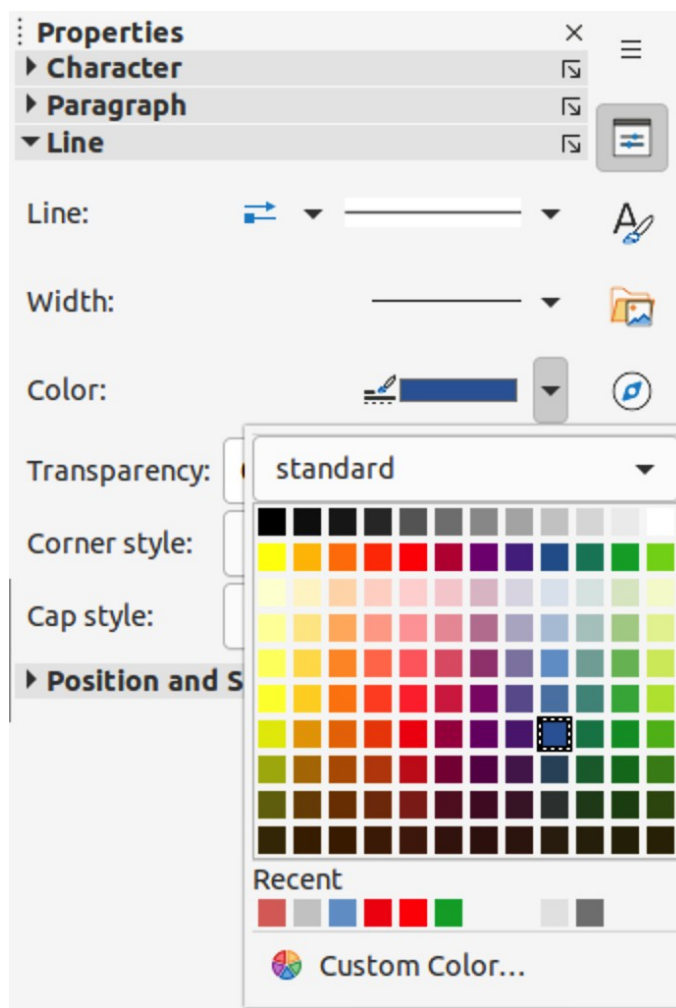 Properties
Character
Paragraph
Line
Line:
Width:
Color:
Transparency:
standard
Corner style:
Cap style:
Position and S
Recent
Custom Color...